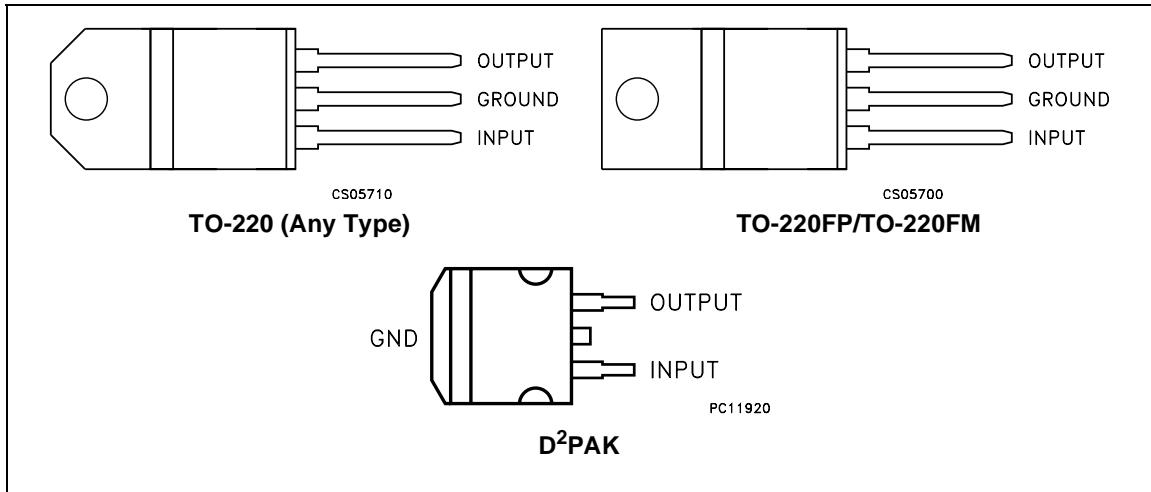 OUTPUT
GROUND
INPUT
CS05710
TO-220 (Any Type)
OUTPUT
GROUND
INPUT
CS05700
TO-220FP/TO-220FM
GND
OUTPUT
INPUT
PC11920
D²PAK